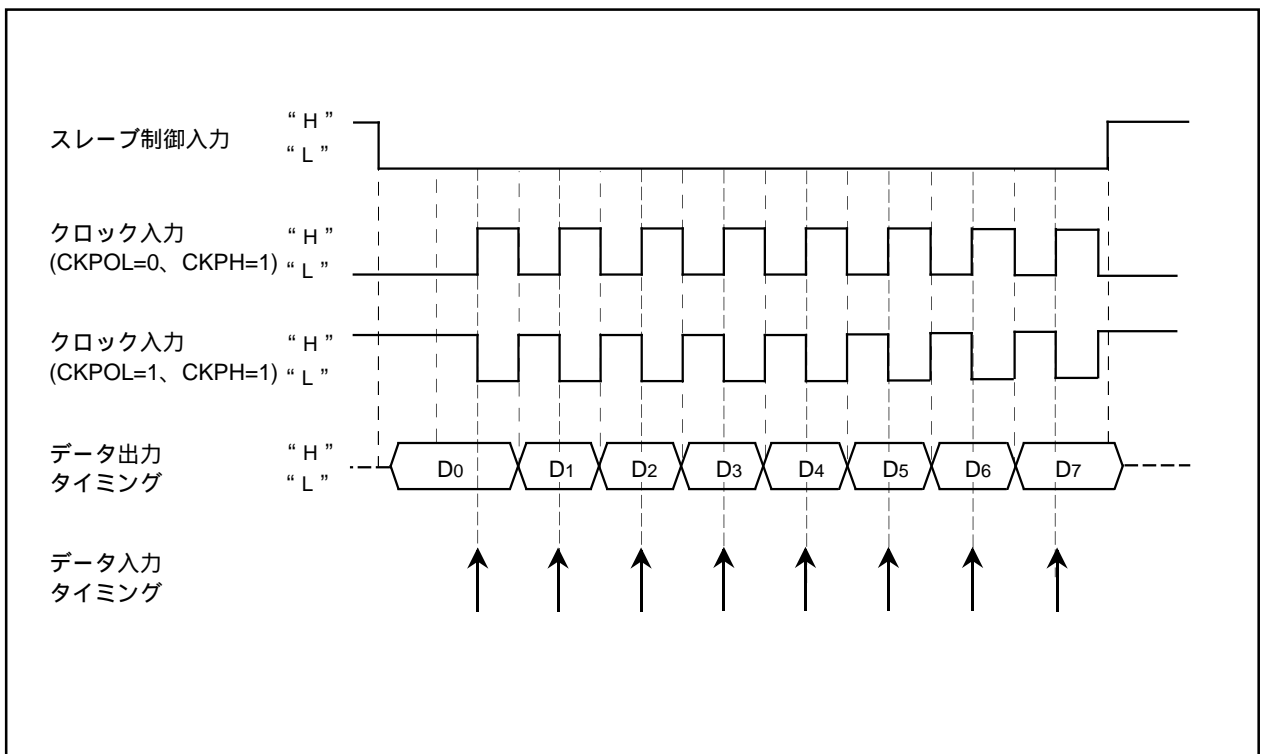 スレーブ制御入力 “ H ”
“ L ”
クロック入力 “ H ”
(CKPOL=0、CKPH=1) “ L ”
クロック入力 “ H ”
(CKPOL=1、CKPH=1) “ L ”
データ出力 “ H ”
タイミング “ L ”
D0 D1 D2 D3 D4 D5 D6 D7
データ入力
タイミング